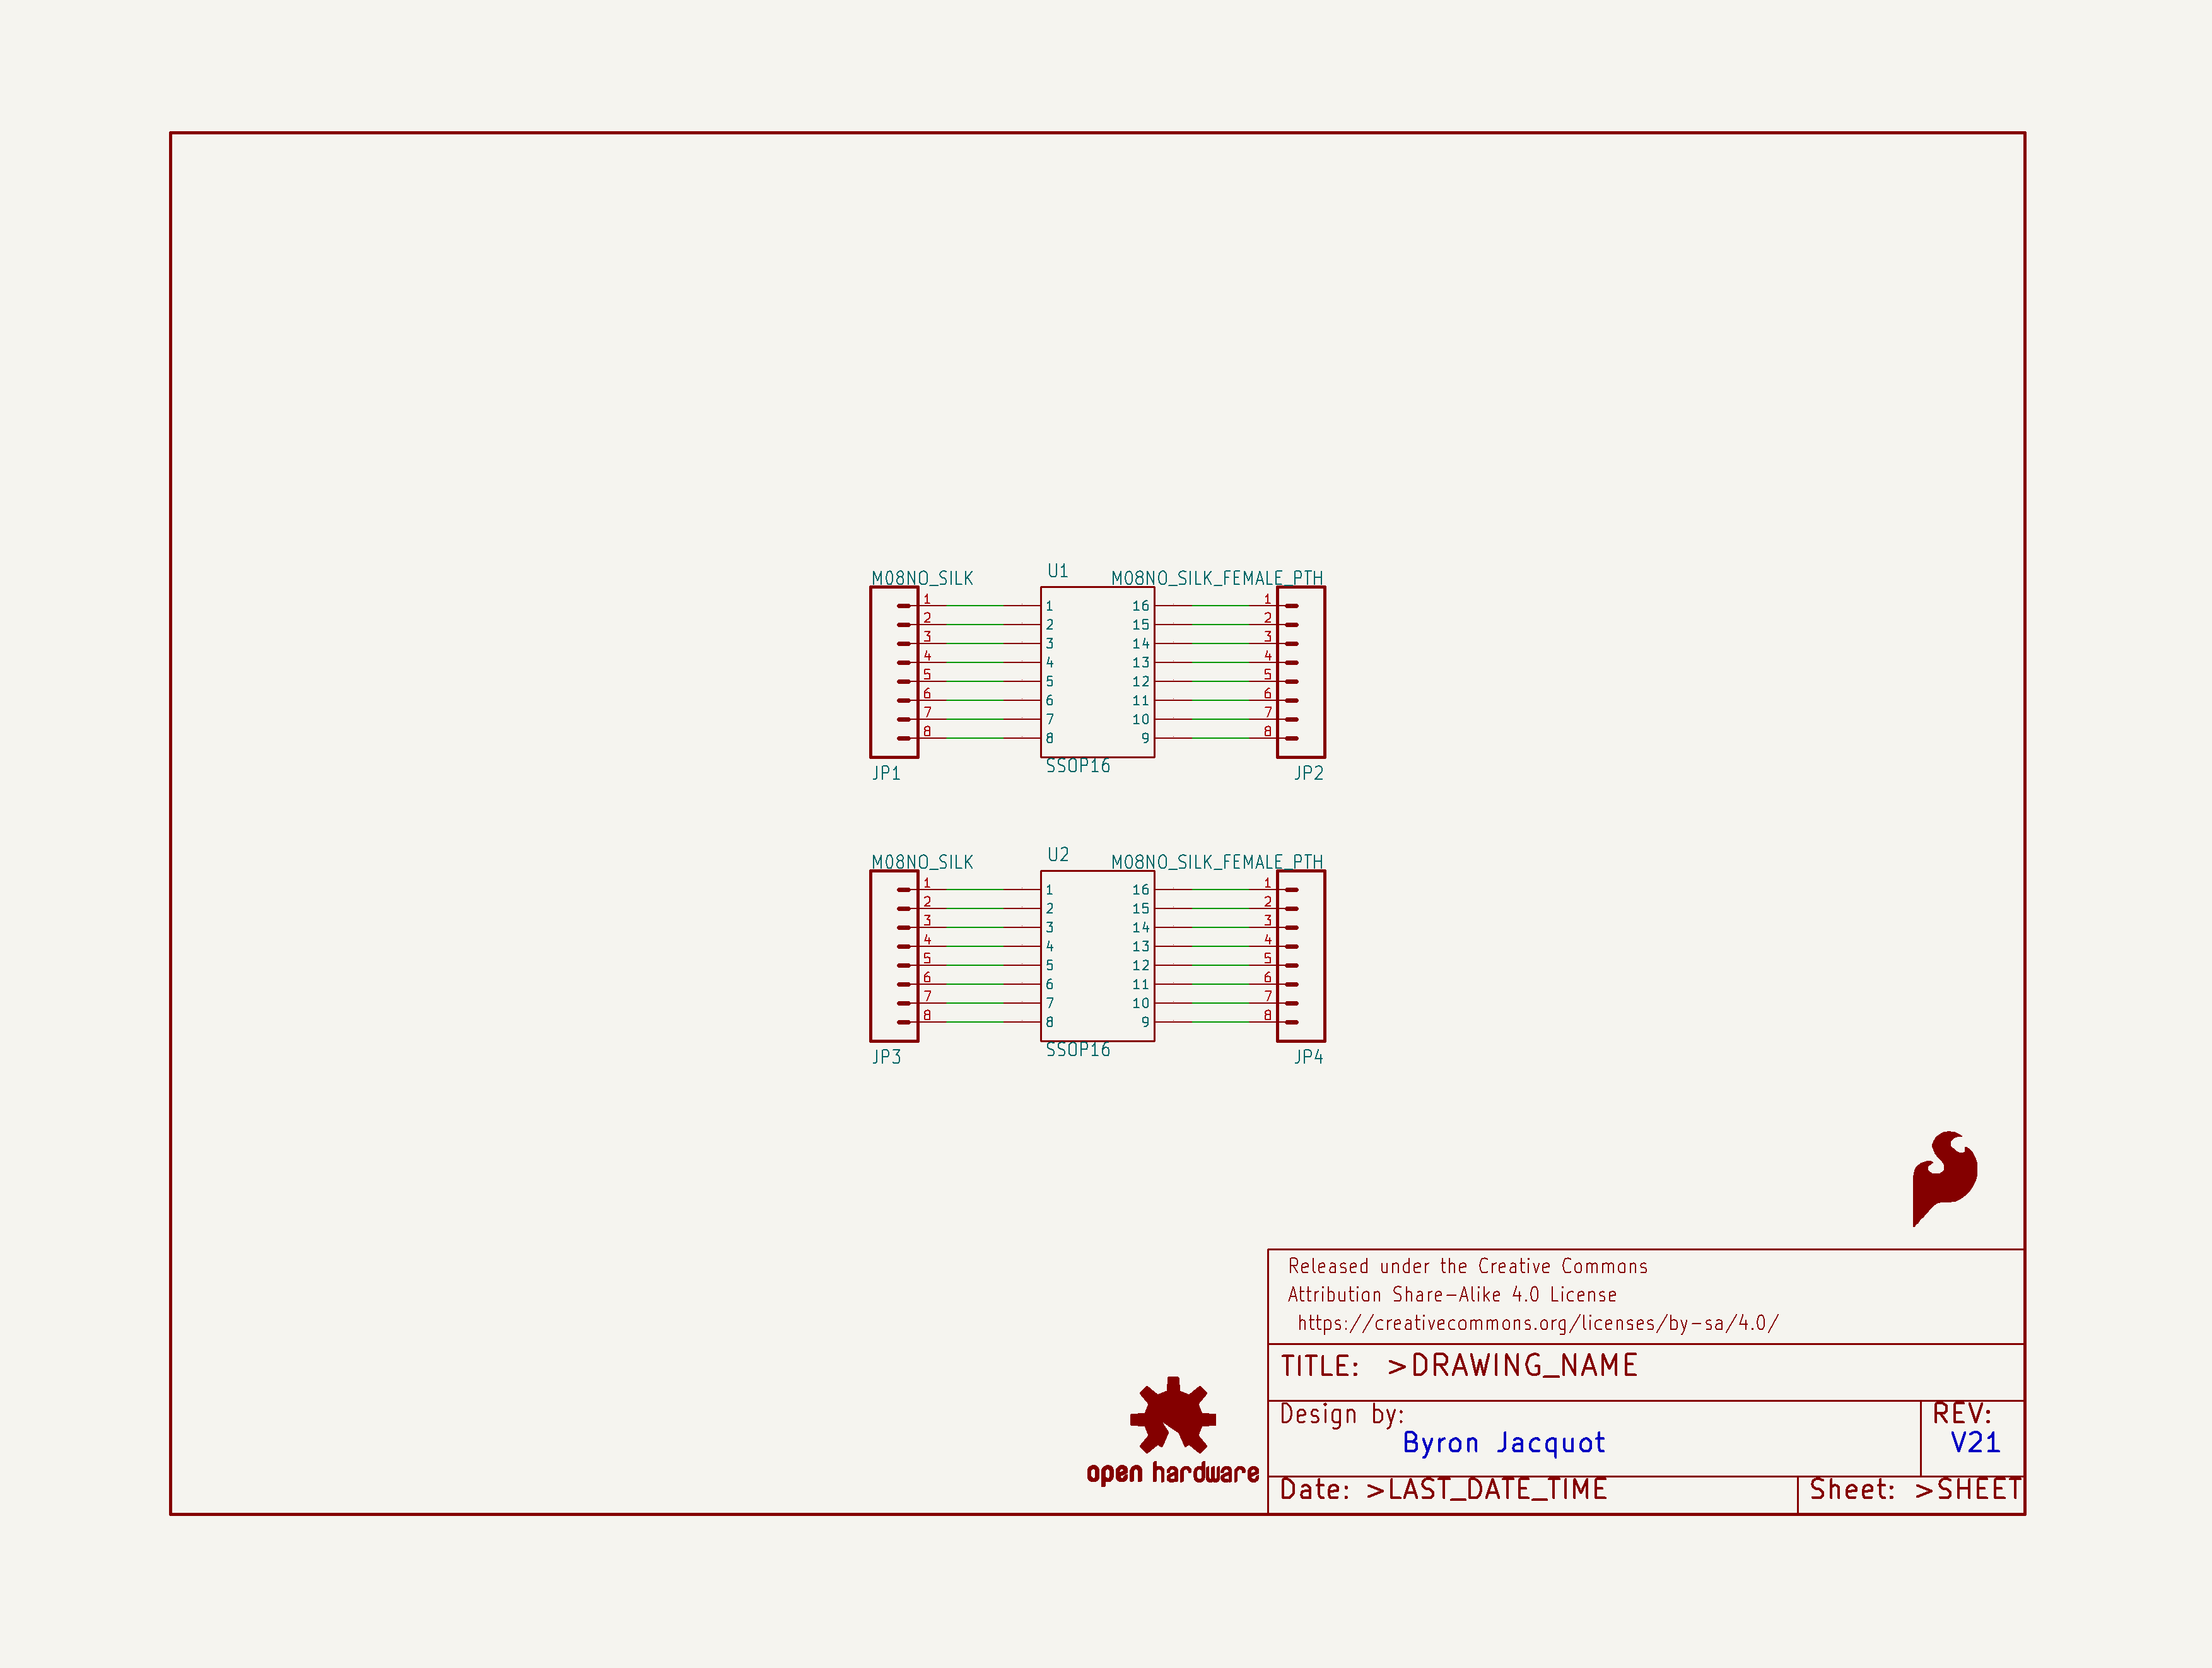 U1
M08NO_SILK M08NO_SILK_FEMALE_PTH
1 1 16 1
2 2 15 2
3 3 14 3
4 4 13 4
5 5 12 5
6 6 11 6
7 7 10 7
8 8 9 8
SSOP16
JP1 JP2
U2
M08NO_SILK M08NO_SILK_FEMALE_PTH
1 1 16 1
2 2 15 2
3 3 14 3
4 4 13 4
5 5 12 5
6 6 11 6
7 7 10 7
8 8 9 8
SSOP16
JP3 JP4
Released under the Creative Commons
Attribution Share-Alike 4.0 License
https://creativecommons.org/licenses/by-sa/4.0/
TITLE: >DRAWING_NAME
Design by: REV:
Byron Jacquot V21
open hardware
Date: >LAST_DATE_TIME Sheet: >SHEET